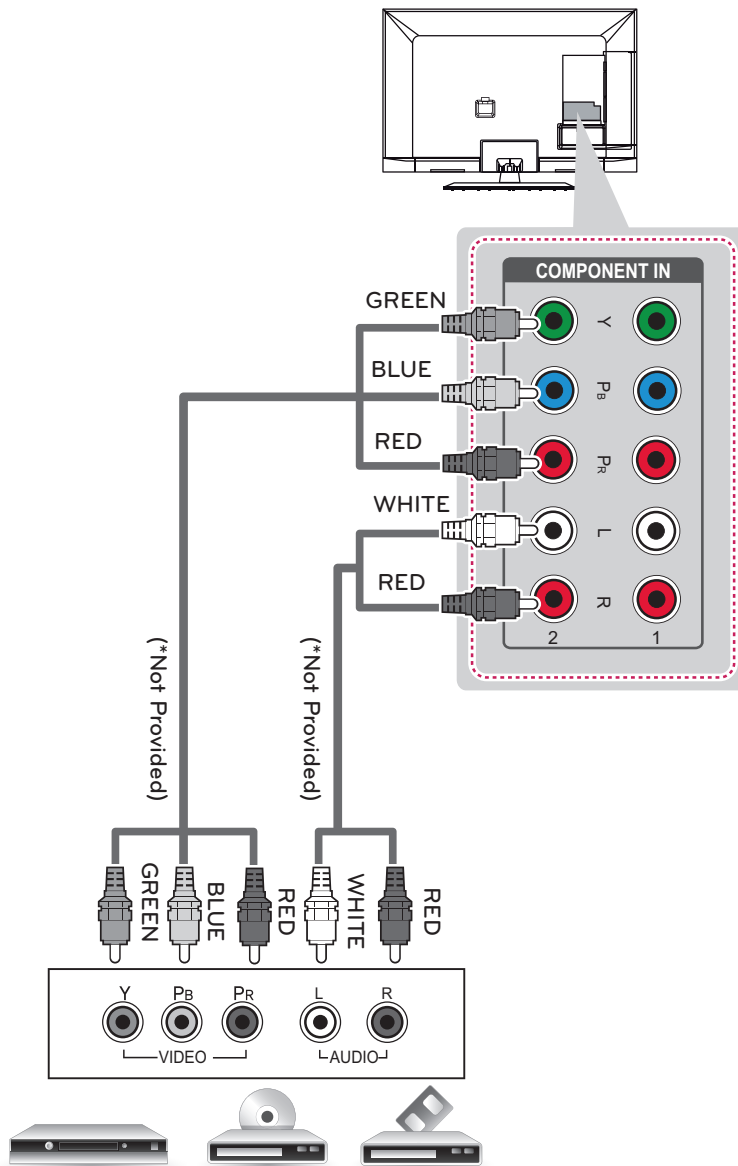 COMPONENT IN
GREEN
Y
BLUE
PB
RED
PR
WHITE
L
RED
R
2 1
(*Not Provided)
(*Not Provided)
GREEN
BLUE
RED
WHITE
RED
Y PB PR L R
VIDEO AUDIO